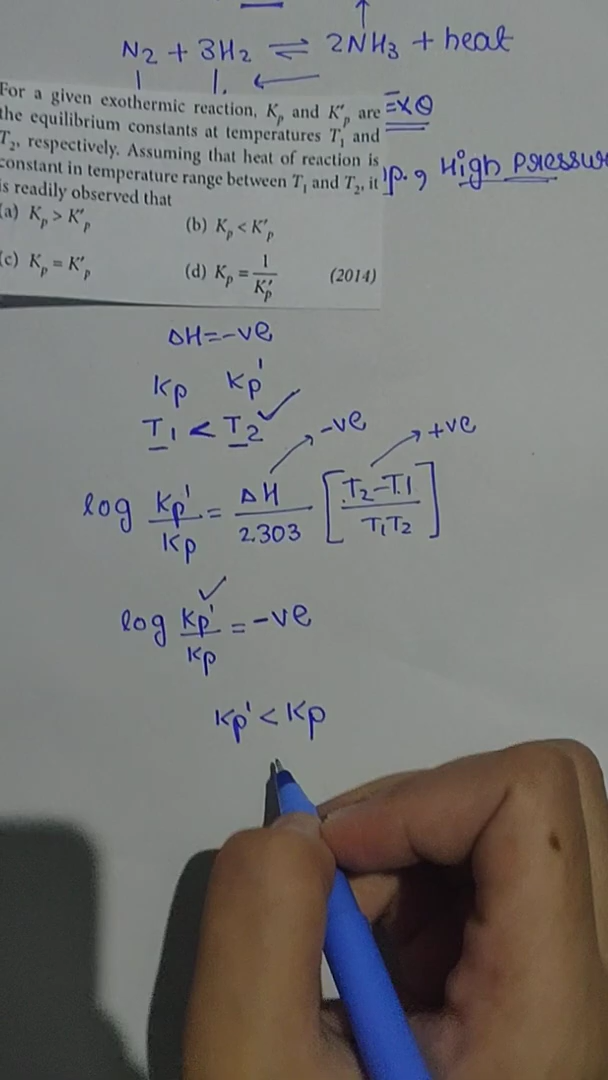 N2 + 3H2 ⇌ 2NH3 + heat
For a given exothermic reaction, Kp and K′p are
the equilibrium constants at temperatures T1 and
T2, respectively. Assuming that heat of reaction is
constant in temperature range between T1 and T2, it
is readily observed that
Exo
High Pressur
(a) Kp > K′p (b) Kp < K′p
(c) Kp = K′p (d) Kp = 1/K′p (2014)
ΔH=-ve
Kp Kp'
T1 < T2 ✓
-ve +ve
log Kp'/Kp = ΔH/2.303 [T2-T1/T1T2]
✓
log Kp'/Kp = -ve
Kp' < Kp